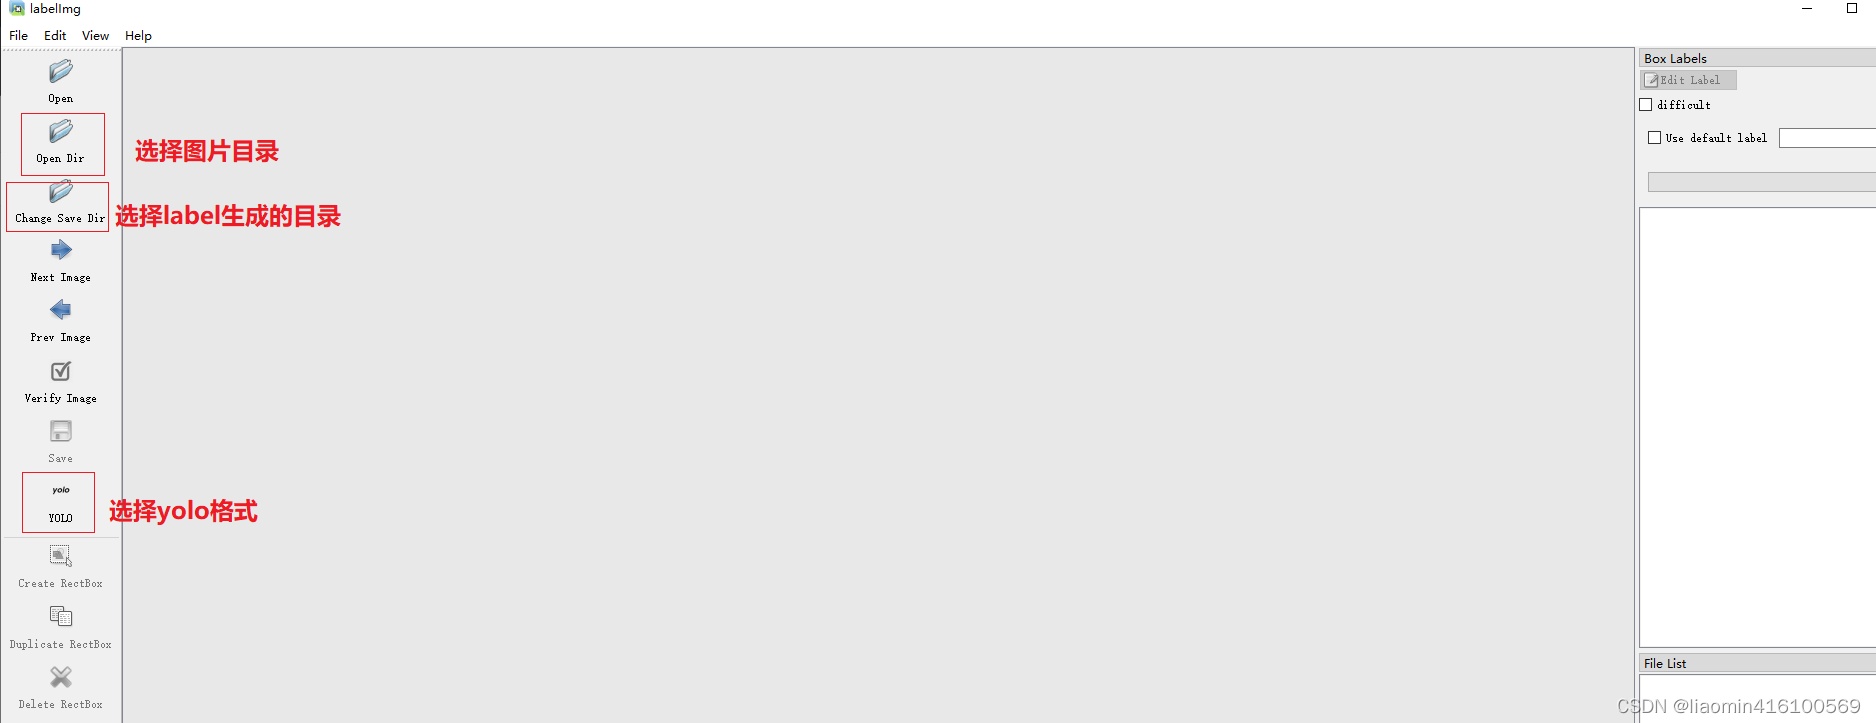 labelImg
File Edit View Help
Open
Open Dir
选择图片目录
Change Save Dir
选择label生成的目录
Next Image
Prev Image
Verify Image
Save
yolo
YOLO
选择yolo格式
Create RectBox
Duplicate RectBox
Delete RectBox
Box Labels
Edit Label
difficult
Use default label
File List
CSDN @liaomin416100569